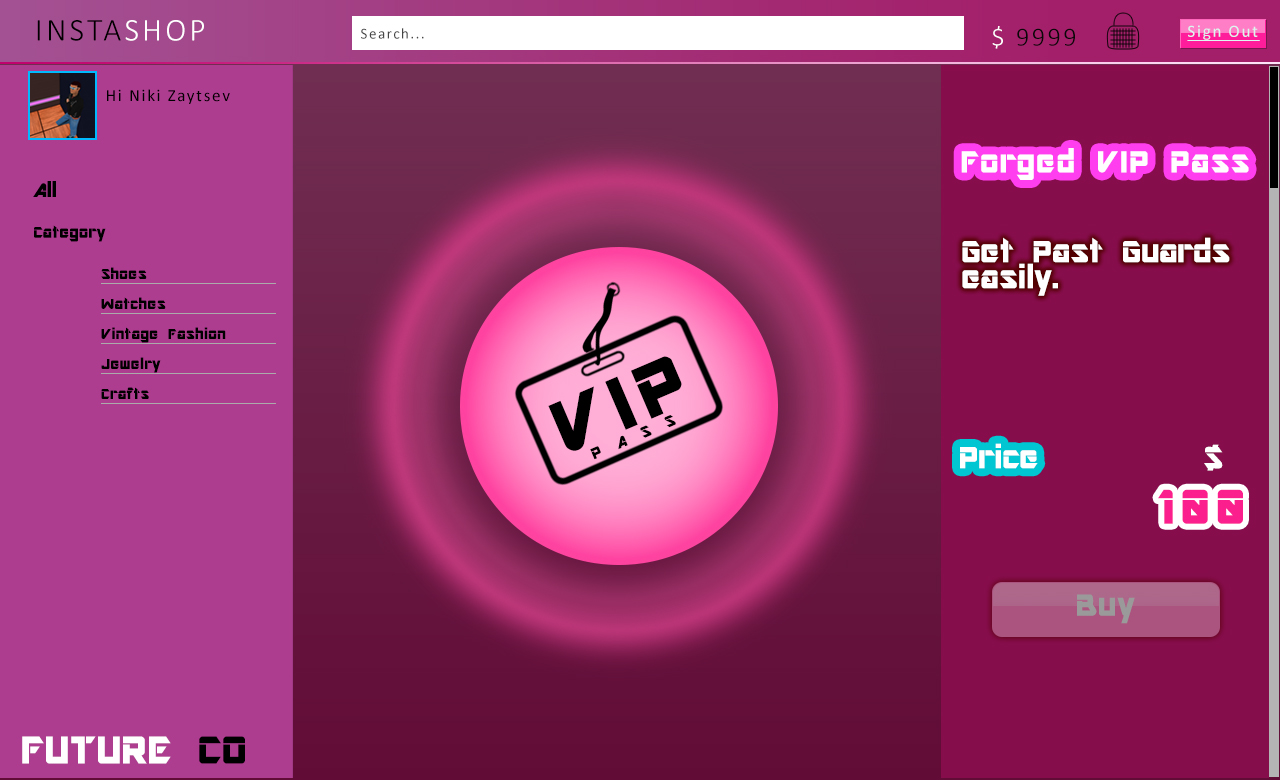 INSTASHOP
Search...
$ 9999
Sign Out
Hi Niki Zaytsev
All
Category
Shoes
Watches
Vintage Fashion
Jewelry
Crafts
FUTURE CO
VIP
PASS
Forged VIP Pass
Get Past Guards
easily.
Price
$
100
Buy